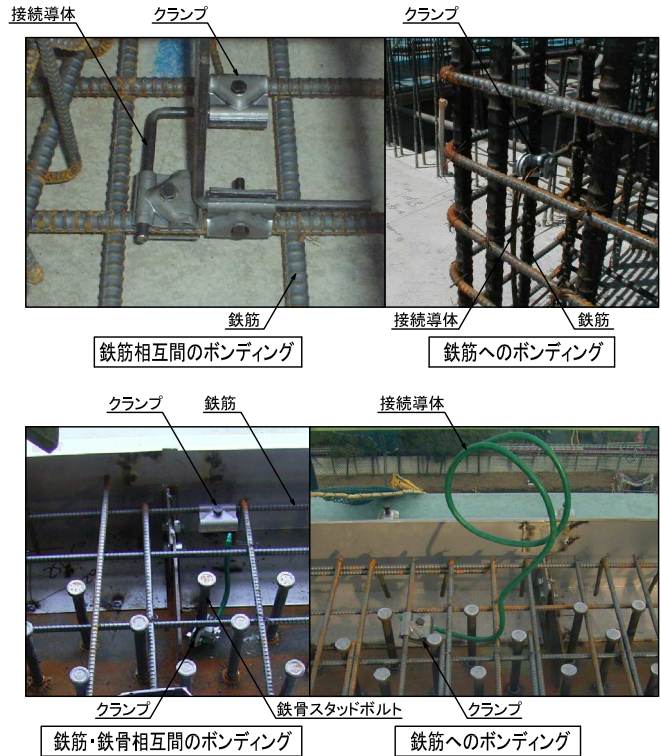 接続導体
クランプ
クランプ
鉄筋
接続導体
鉄筋
鉄筋相互間のボンディング
鉄筋へのボンディング
クランプ
鉄筋
接続導体
クランプ
鉄骨スタッドボルト
クランプ
鉄筋・鉄骨相互間のボンディング
鉄筋へのボンディング